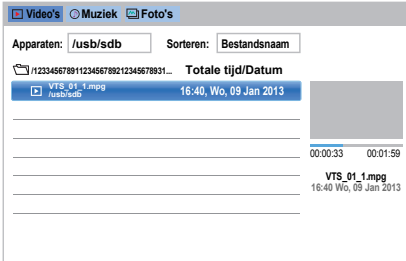 Video's Muziek Foto's
Apparaten: /usb/sdb Sorteren: Bestandsnaam
/12334567891123456789212345678931... Totale tijd/Datum
VTS_01_1.mpg 16:40, Wo, 09 Jan 2013
/usb/sdb
00:00:33 00:01:59
VTS_01_1.mpg
16:40 Wo, 09 Jan 2013